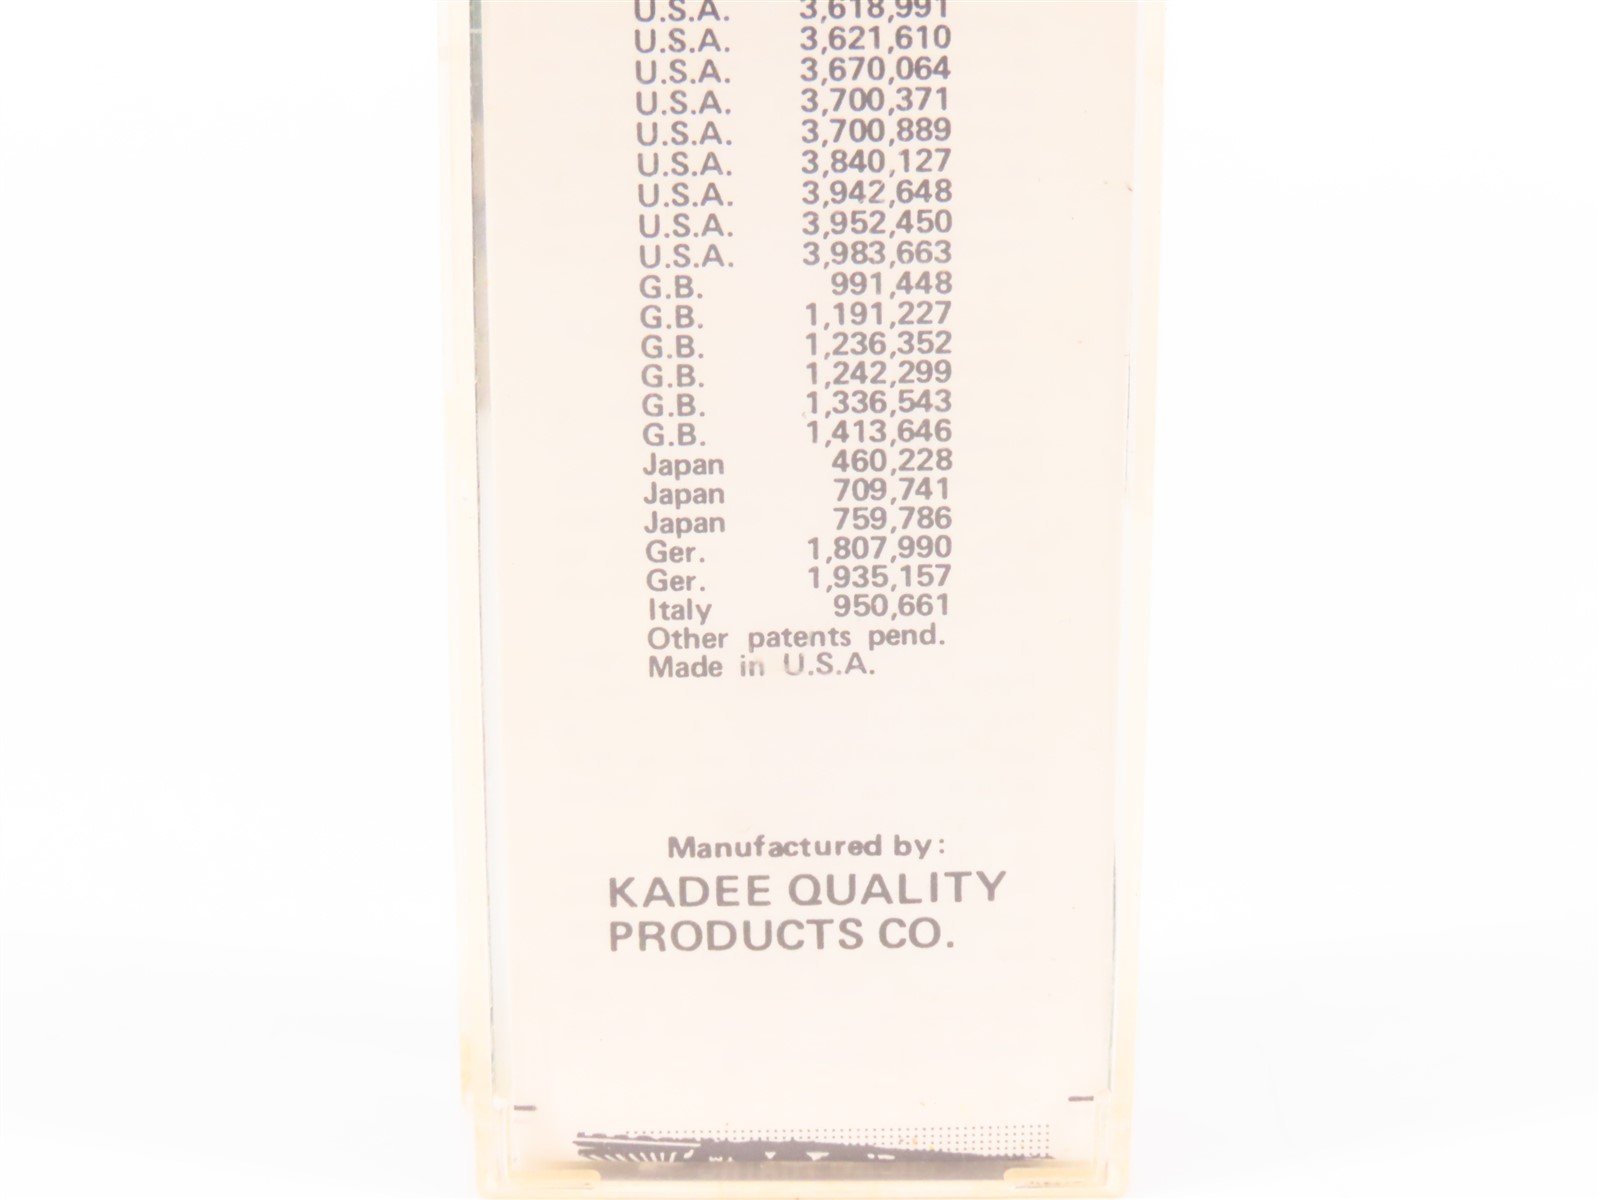 U.S.A. 3,618,991
U.S.A. 3,621,610
U.S.A. 3,670,064
U.S.A. 3,700,371
U.S.A. 3,700,889
U.S.A. 3,840,127
U.S.A. 3,942,648
U.S.A. 3,952,450
U.S.A. 3,983,663
G.B. 991,448
G.B. 1,191,227
G.B. 1,236,352
G.B. 1,242,299
G.B. 1,336,543
G.B. 1,413,646
Japan 460,228
Japan 709,741
Japan 759,786
Ger. 1,807,990
Ger. 1,935,157
Italy 950,661
Other patents pend.
Made in U.S.A.
Manufactured by:
KADEE QUALITY
PRODUCTS CO.